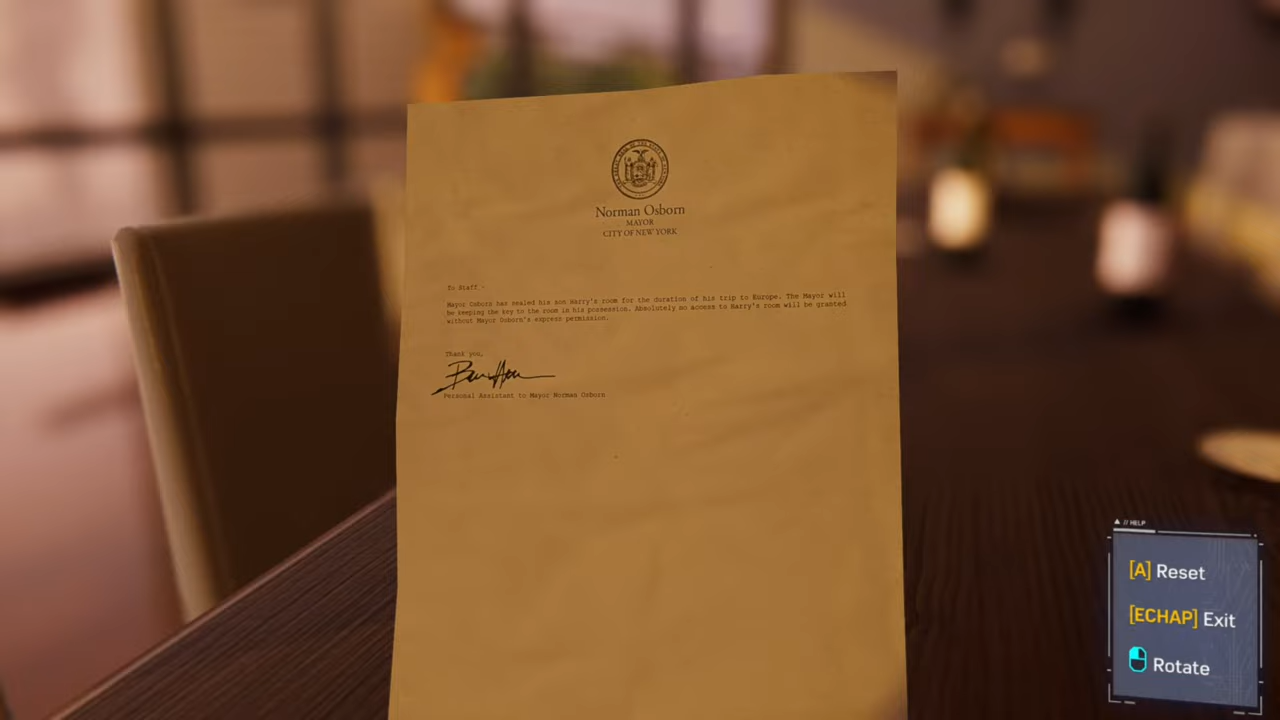 Norman Osborn
MAYOR
CITY OF NEW YORK
To Staff -
Mayor Osborn has sealed his son Harry's room for the duration of his trip to Europe. The Mayor will
be keeping the key to the room in his possession. Absolutely no access to Harry's room will be granted
without Mayor Osborn's express permission.
Thank you,
Personal Assistant to Mayor Norman Osborn
// HELP
[A] Reset
[ECHAP] Exit
Rotate